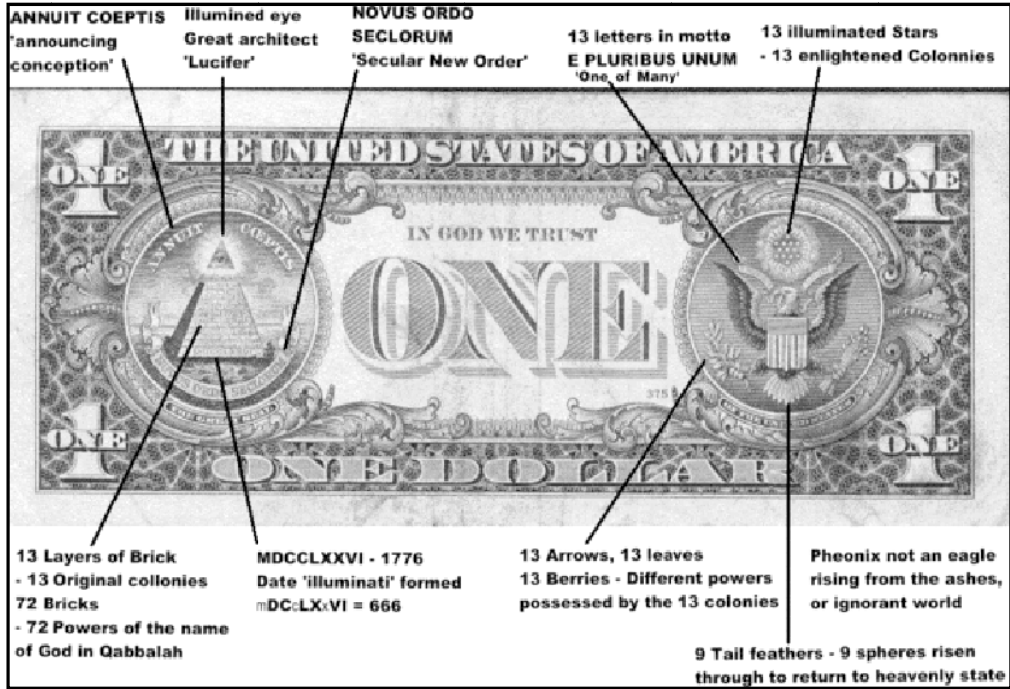 ANNUIT COEPTIS
'announcing
conception'
Illumined eye
Great architect
'Lucifer'
NOVUS ORDO
SECLORUM
'Secular New Order'
13 letters in motto
E PLURIBUS UNUM
'One of Many'
13 illuminated Stars
- 13 enlightened Colonnies
1
ONE
THE UNITED STATES OF AMERICA
1
ONE
ANNUIT COEPTIS
IN GOD WE TRUST
ONE
375
1
ONE
ONE DOLLAR
1
ONE
13 Layers of Brick
- 13 Original collonies
72 Bricks
- 72 Powers of the name
of God in Qabbalah
MDCCLXXVI - 1776
Date 'illuminati' formed
mDCcLXxVI = 666
13 Arrows, 13 leaves
13 Berries - Different powers
possessed by the 13 colonies
Pheonix not an eagle
rising from the ashes,
or ignorant world
9 Tail feathers - 9 spheres risen
through to return to heavenly state